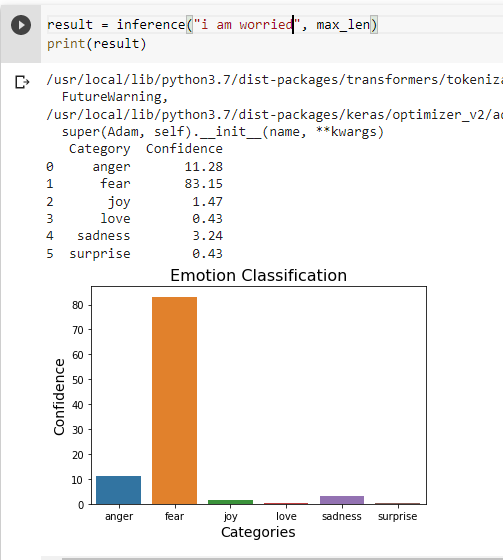 result = inference("i am worried", max_len)
print(result)
/usr/local/lib/python3.7/dist-packages/transformers/tokeniza
FutureWarning,
/usr/local/lib/python3.7/dist-packages/keras/optimizer_v2/ad
super(Adam, self).__init__(name, **kwargs)
Category Confidence
0 anger 11.28
1 fear 83.15
2 joy 1.47
3 love 0.43
4 sadness 3.24
5 surprise 0.43
Emotion Classification
80
70
60
50
40
30
20
10
0
Confidence
anger fear joy love sadness surprise
Categories